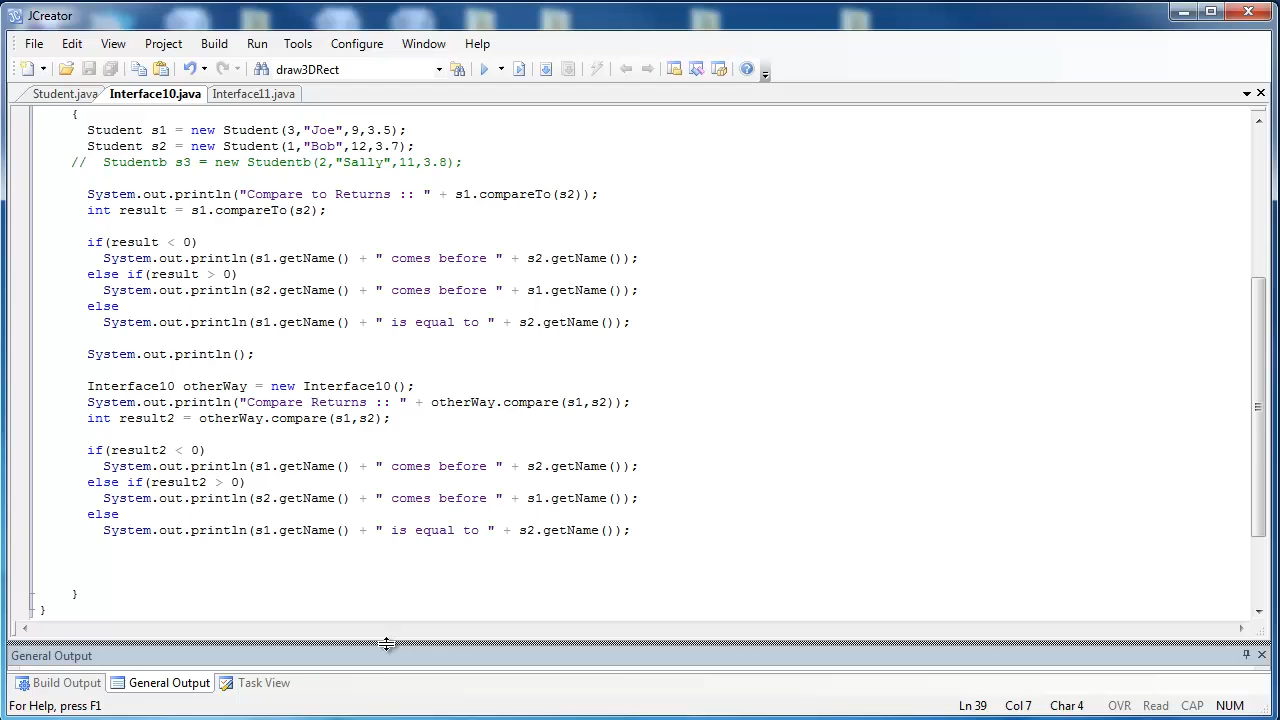 JCreator
File Edit View Project Build Run Tools Configure Window Help
draw3DRect
Student.java Interface10.java Interface11.java
{
Student s1 = new Student(3,"Joe",9,3.5);
Student s2 = new Student(1,"Bob",12,3.7);
// Studentb s3 = new Studentb(2,"Sally",11,3.8);
System.out.println("Compare to Returns :: " + s1.compareTo(s2));
int result = s1.compareTo(s2);
if(result < 0)
System.out.println(s1.getName() + " comes before " + s2.getName());
else if(result > 0)
System.out.println(s2.getName() + " comes before " + s1.getName());
else
System.out.println(s1.getName() + " is equal to " + s2.getName());
System.out.println();
Interface10 otherWay = new Interface10();
System.out.println("Compare Returns :: " + otherWay.compare(s1,s2));
int result2 = otherWay.compare(s1,s2);
if(result2 < 0)
System.out.println(s1.getName() + " comes before " + s2.getName());
else if(result2 > 0)
System.out.println(s2.getName() + " comes before " + s1.getName());
else
System.out.println(s1.getName() + " is equal to " + s2.getName());
}
}
General Output
Build Output General Output Task View
For Help, press F1 Ln 39 Col 7 Char 4 OVR Read CAP NUM